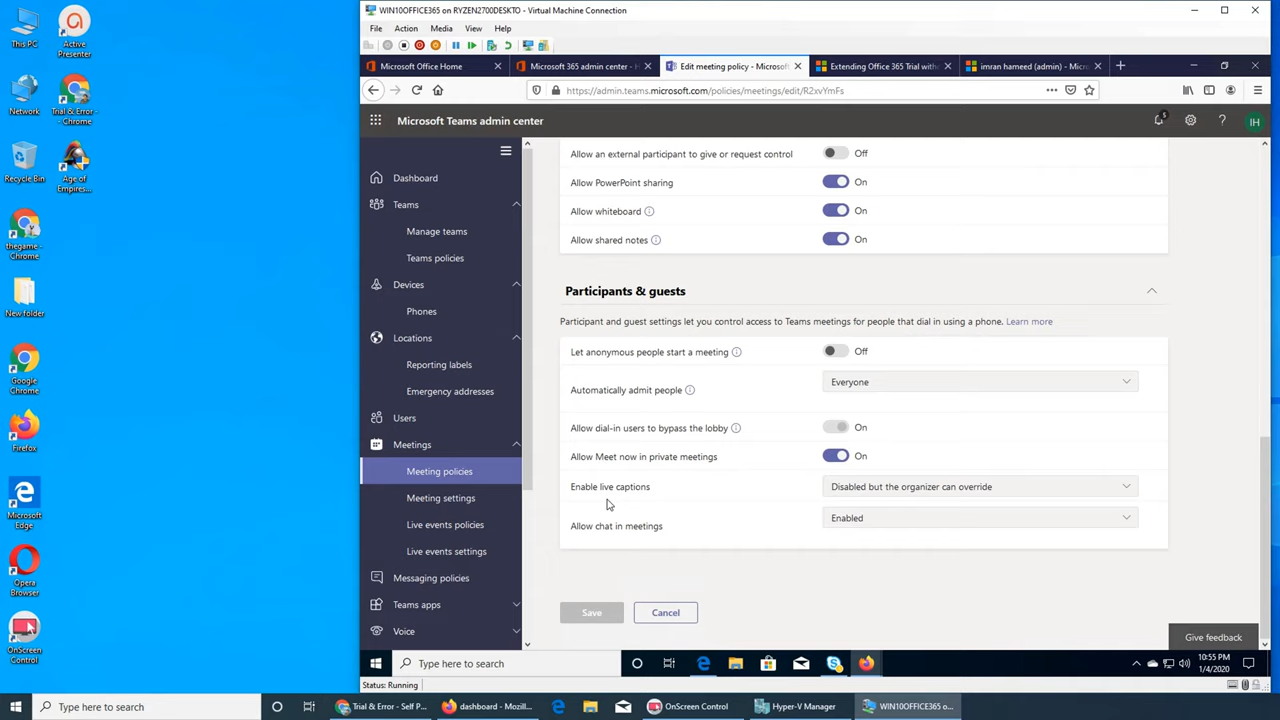 This PC
Active
Presenter
Network
Trial & Error -
- Chrome
Recycle Bin
Age of
Empires...
thegame -
Chrome
New folder
Google
Chrome
Firefox
Microsoft
Edge
Opera
Browser
OnScreen
Control
WIN10OFFICE365 on RYZEN2700DESKTO - Virtual Machine Connection
File Action Media View Help
Microsoft Office Home
Microsoft 365 admin center - H
Edit meeting policy - Microsoft
Extending Office 365 Trial with
imran hameed (admin) - Micro
https://admin.teams.microsoft.com/policies/meetings/edit/R2xvYmFs
Microsoft Teams admin center
5
?
IH
Dashboard
Teams
Manage teams
Teams policies
Devices
Phones
Locations
Reporting labels
Emergency addresses
Users
Meetings
Meeting policies
Meeting settings
Live events policies
Live events settings
Messaging policies
Teams apps
Voice
Allow an external participant to give or request control Off
Allow PowerPoint sharing On
Allow whiteboard On
Allow shared notes On
Participants & guests
Participant and guest settings let you control access to Teams meetings for people that dial in using a phone. Learn more
Let anonymous people start a meeting Off
Automatically admit people Everyone
Allow dial-in users to bypass the lobby On
Allow Meet now in private meetings On
Enable live captions Disabled but the organizer can override
Allow chat in meetings Enabled
Save Cancel
Give feedback
Type here to search
10:55 PM
1/4/2020
Status: Running
Type here to search
Trial & Error - Self P...
dashboard - Mozill...
OnScreen Control
Hyper-V Manager
WIN10OFFICE365 o...